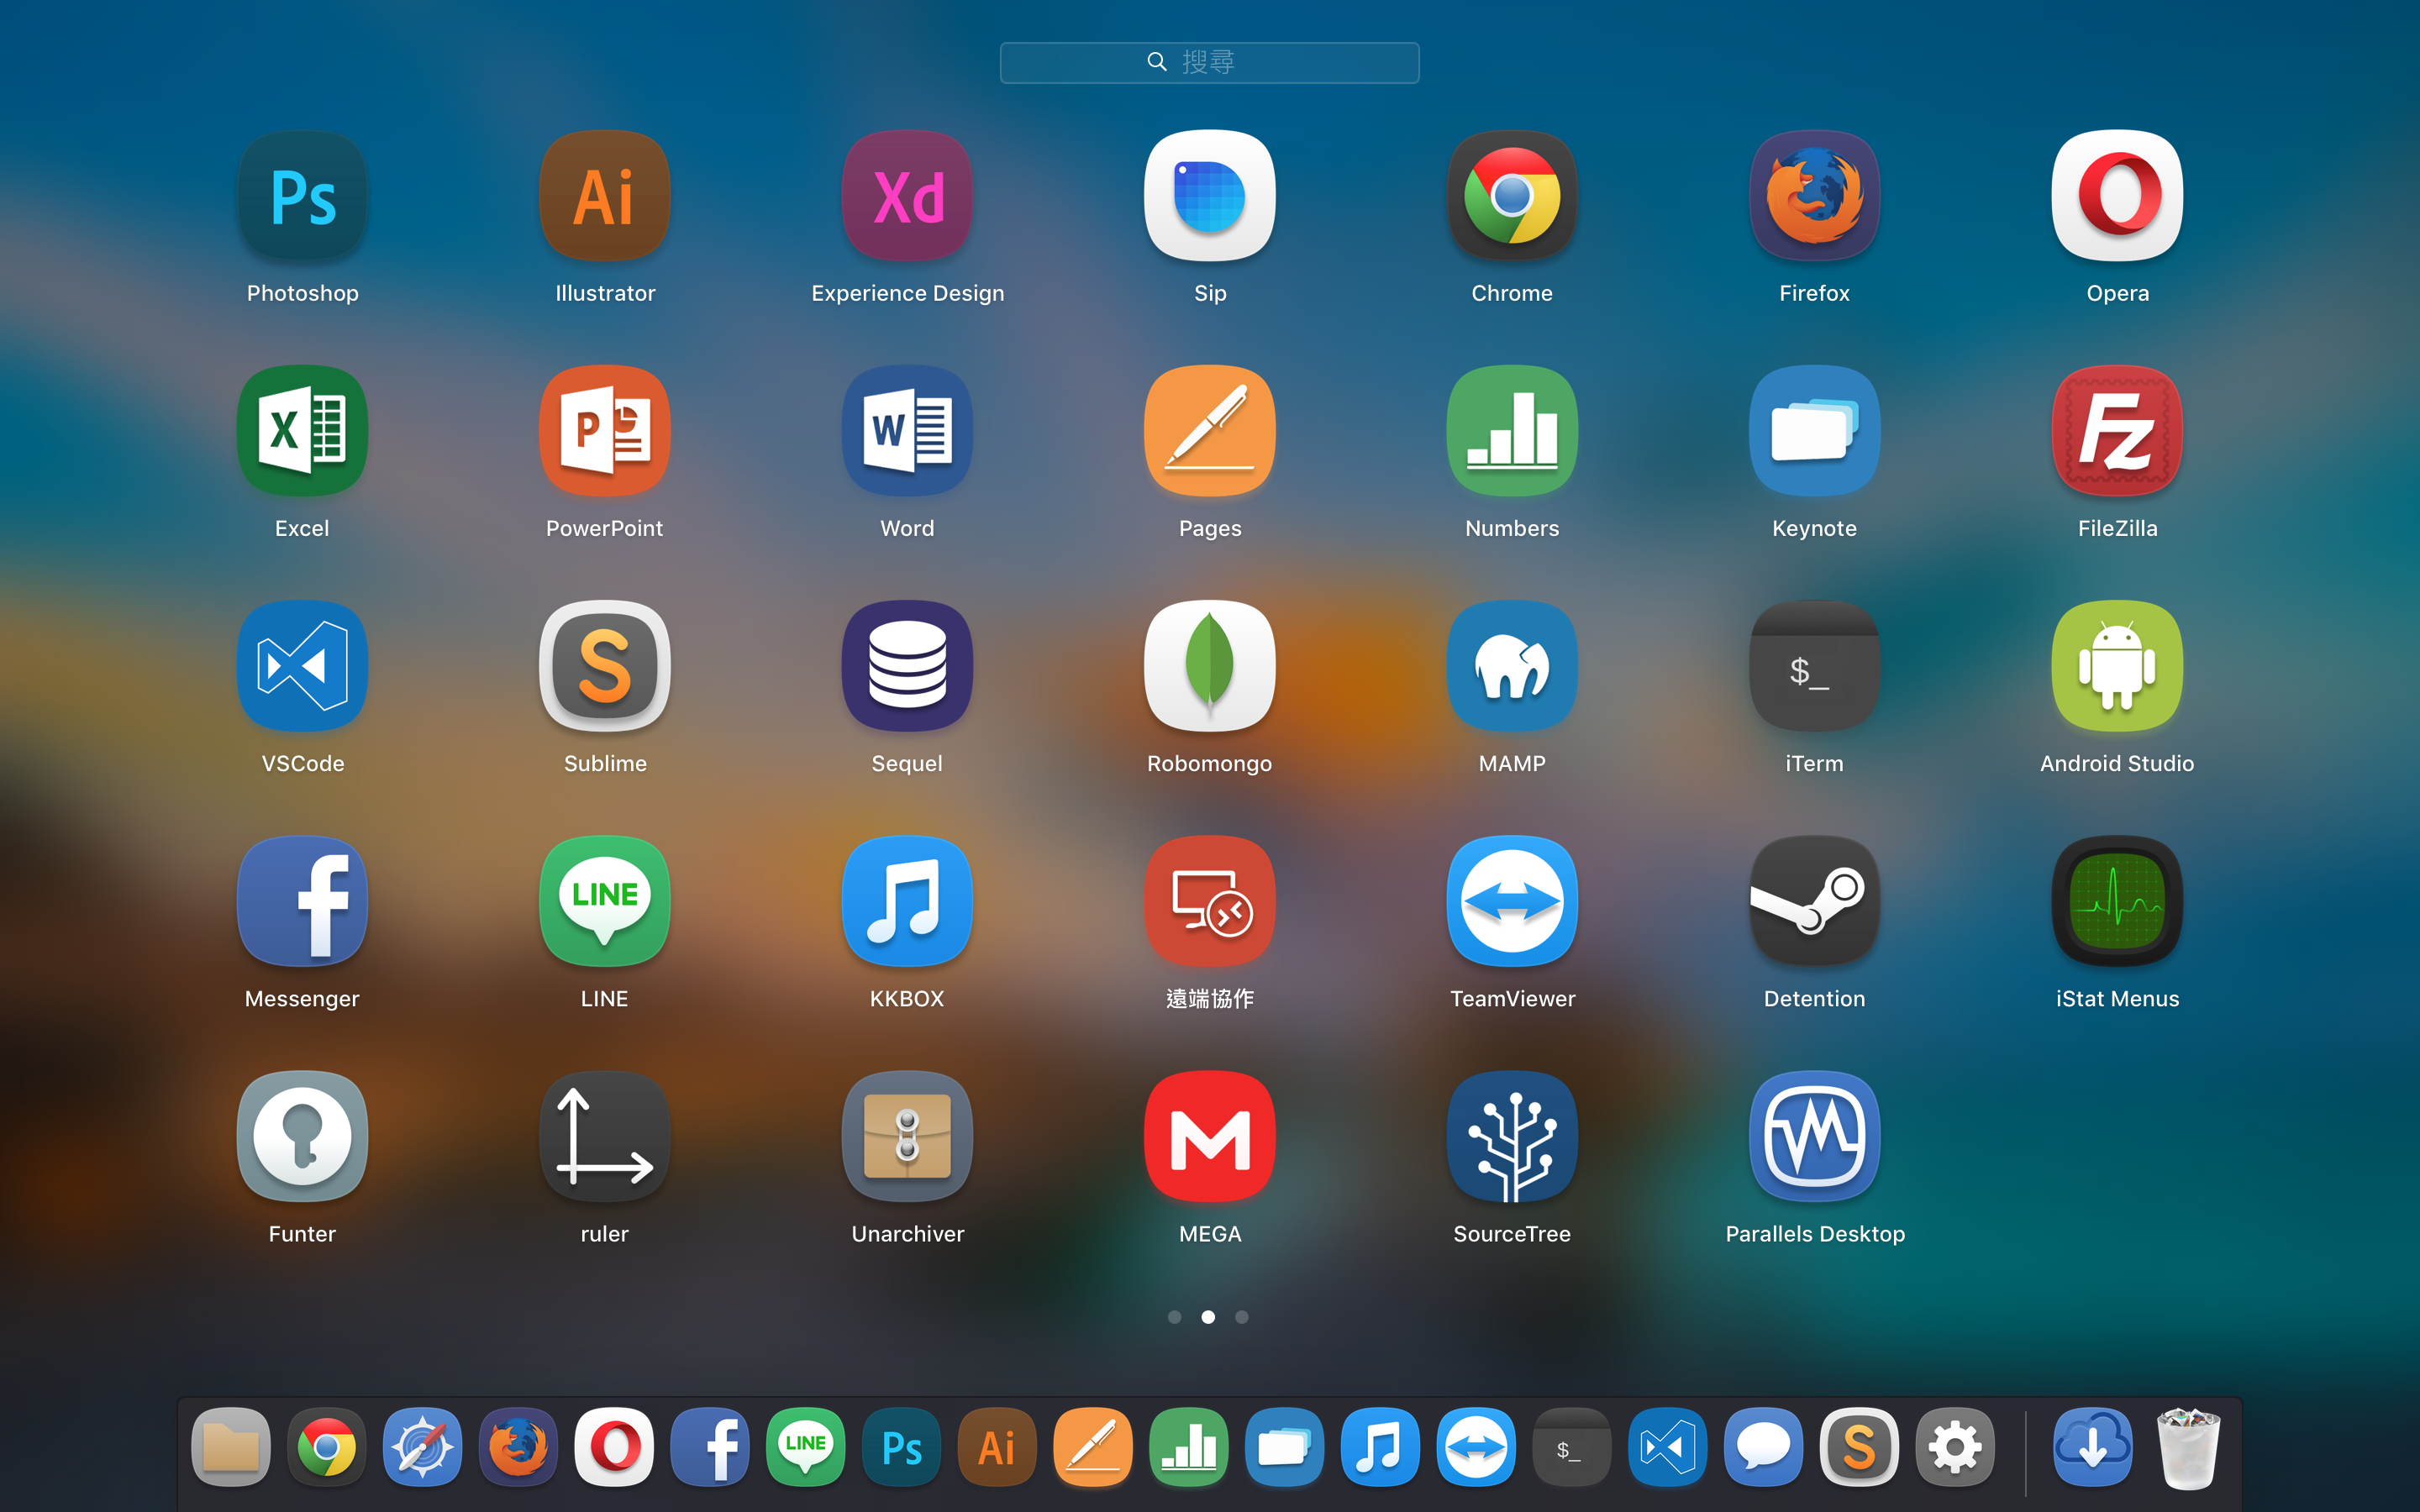 搜尋
Ps
Ai
Xd
Photoshop
Illustrator
Experience Design
Sip
Chrome
Firefox
Opera
X
P
W
FZ
Excel
PowerPoint
Word
Pages
Numbers
Keynote
FileZilla
S
$_
VSCode
Sublime
Sequel
Robomongo
MAMP
iTerm
Android Studio
f
LINE
Messenger
LINE
KKBOX
遠端協作
TeamViewer
Detention
iStat Menus
M
Funter
ruler
Unarchiver
MEGA
SourceTree
Parallels Desktop
f
LINE
Ps
Ai
$_
S